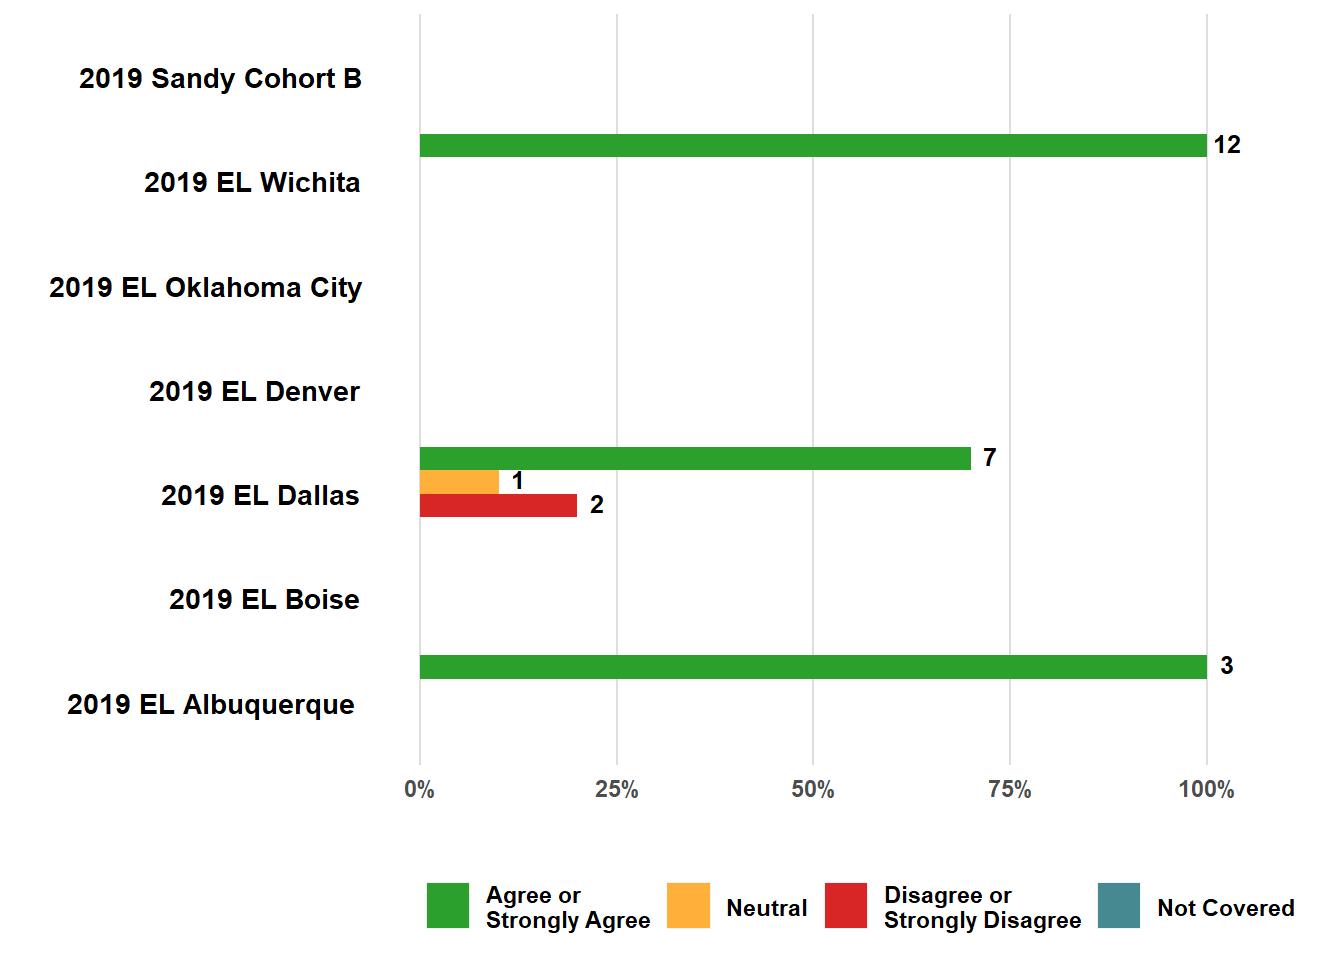 2019 Sandy Cohort B
12
2019 EL Wichita
2019 EL Oklahoma City
2019 EL Denver
7
1
2019 EL Dallas
2
2019 EL Boise
3
2019 EL Albuquerque
0% 25% 50% 75% 100%
Agree or
Strongly Agree
Neutral
Disagree or
Strongly Disagree
Not Covered